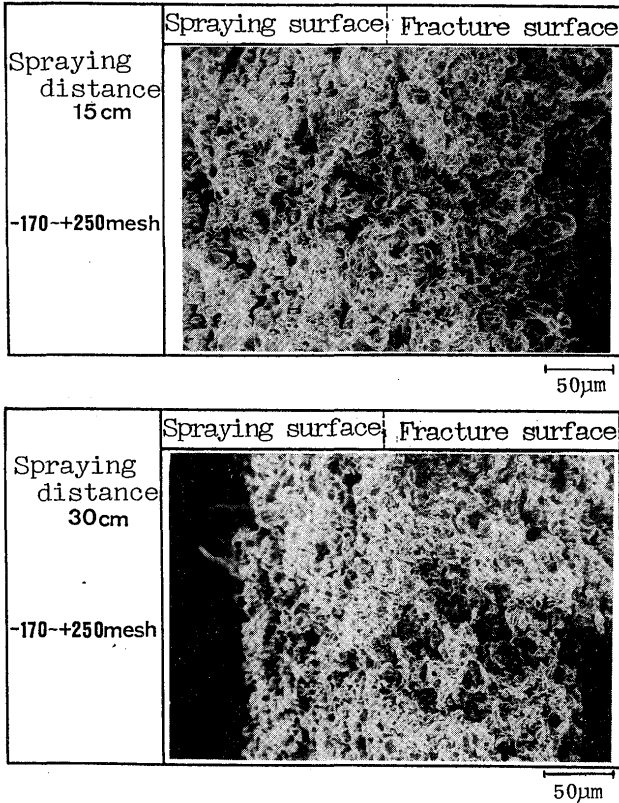 Spraying surface Fracture surface
Spraying
distance
15cm
-170~+250mesh
50μm
Spraying surface Fracture surface
Spraying
distance
30cm
-170~+250mesh
50μm